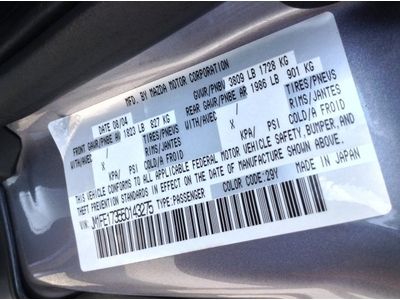 MFD. BY MAZDA MOTOR CORPORATION
DATE 08/04 GVWR/PNBV 3809 LB 1728 KG
FRONT GAWR/PNBE AV 1823 LB 827 KG REAR GAWR/PNBE AR 1986 LB 901 KG
WITH/AVEC TIRES/PNEUS WITH/AVEC TIRES/PNEUS
X / RIMS/JANTES X / RIMS/JANTES
/ KPA/ PSI / COLD/A FROID / KPA/ PSI / COLD/A FROID
THIS VEHICLE CONFORMS TO ALL APPLICABLE FEDERAL MOTOR VEHICLE SAFETY, BUMPER, AND
THEFT PREVENTION STANDARDS IN EFFECT ON THE DATE OF MANUFACTURE SHOWN ABOVE.
MADE IN JAPAN
COLOR CODE: 29Y
VIN: JM1FE173550143275 TYPE: PASSENGER